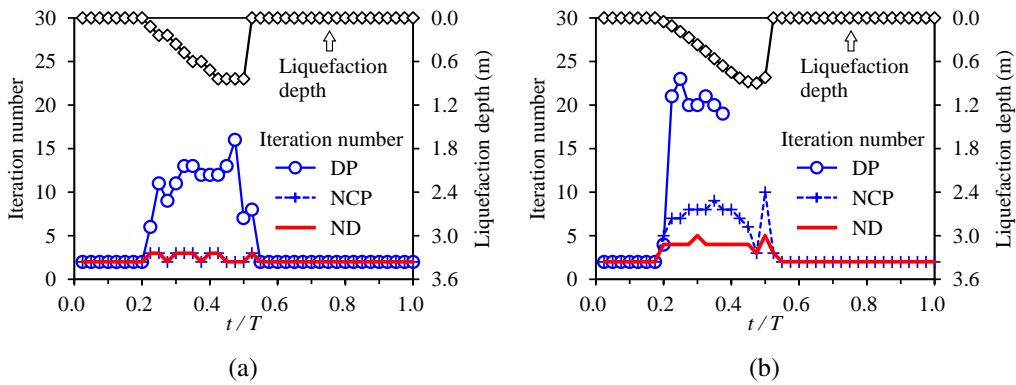 30
25
20
15
10
5
0
Iteration number
0.0
0.6
1.2
1.8
2.4
3.0
3.6
Liquefaction depth (m)
Liquefaction
depth
Iteration number
DP
NCP
ND
0.0 0.2 0.4 0.6 0.8 1.0
t / T
(a)
30
25
20
15
10
5
0
Iteration number
0.0
0.6
1.2
1.8
2.4
3.0
3.6
Liquefaction depth (m)
Liquefaction
depth
Iteration number
DP
NCP
ND
0.0 0.2 0.4 0.6 0.8 1.0
t / T
(b)